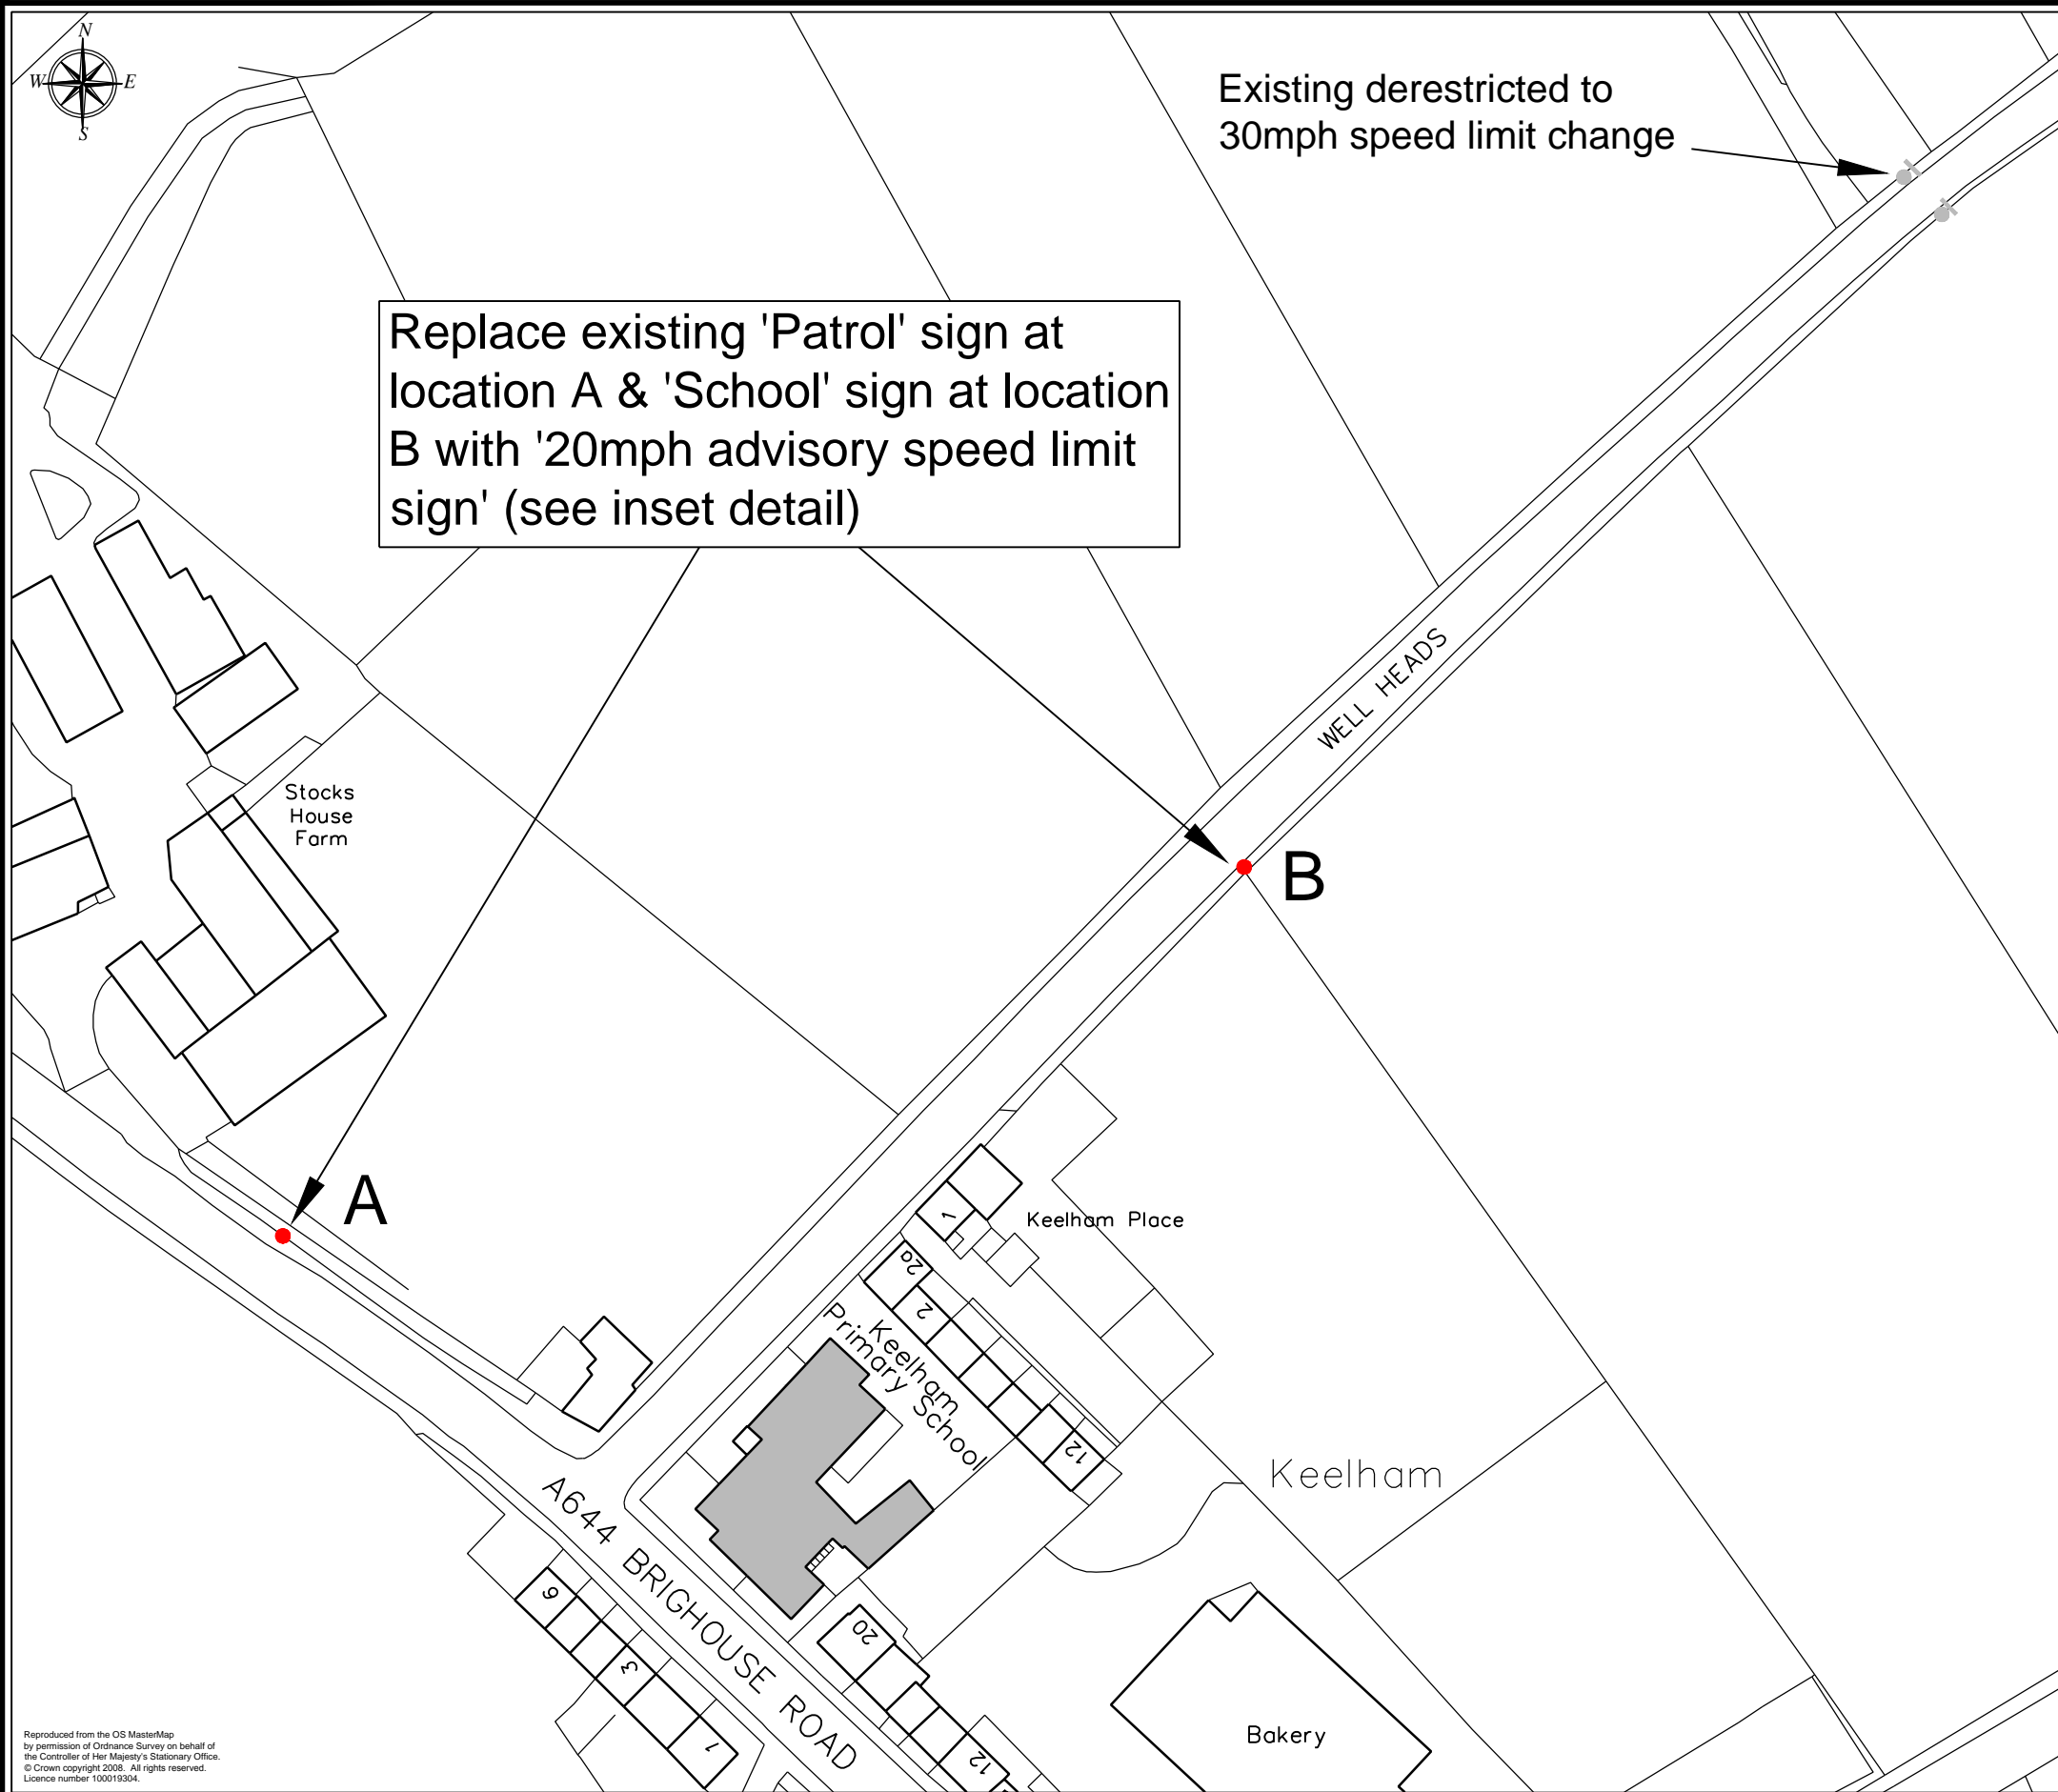 N
W E
S
Existing derestricted to
30mph speed limit change
Replace existing 'Patrol' sign at
location A & 'School' sign at location
B with '20mph advisory speed limit
sign' (see inset detail)
WELL HEADS
Stocks
House
Farm
B
A
Keelham Place
1
2a
2
Keelham
Primary School
12
Keelham
A644 BRIGHOUSE ROAD
6
3
1
20
12
Bakery
Reproduced from the OS MasterMap
by permission of Ordnance Survey on behalf of
the Controller of Her Majesty's Stationary Office.
© Crown copyright 2008. All rights reserved.
Licence number 100019304.